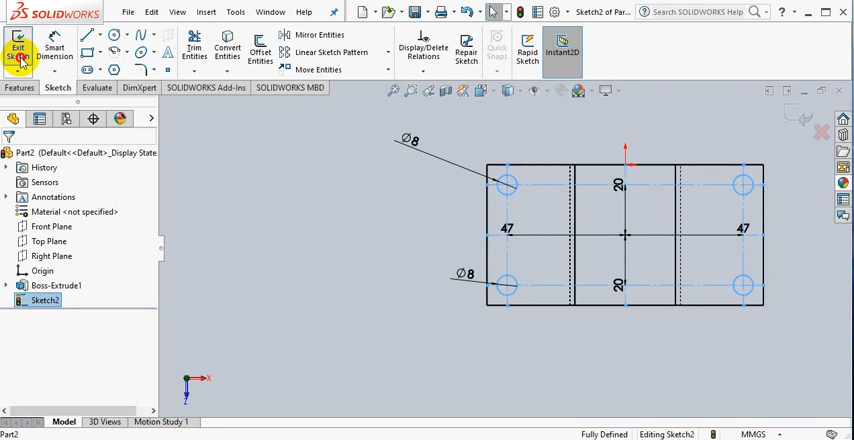 SOLIDWORKS File Edit View Insert Tools Window Help Sketch2 of Par... Search SOLIDWORKS Help
Exit Sketch
Smart Dimension
Trim Entities
Convert Entities
Offset Entities
Mirror Entities
Linear Sketch Pattern
Move Entities
Display/Delete Relations
Repair Sketch
Quick Snaps
Rapid Sketch
Instant2D
Features Sketch Evaluate DimXpert SOLIDWORKS Add-Ins SOLIDWORKS MBD
Part2 (Default<<Default>_Display State
History
Sensors
Annotations
Material <not specified>
Front Plane
Top Plane
Right Plane
Origin
Boss-Extrude1
Sketch2
Ø8
20
47
47
Ø8
20
X
Z
Model 3D Views Motion Study 1
Part2 Fully Defined Editing Sketch2 MMGS